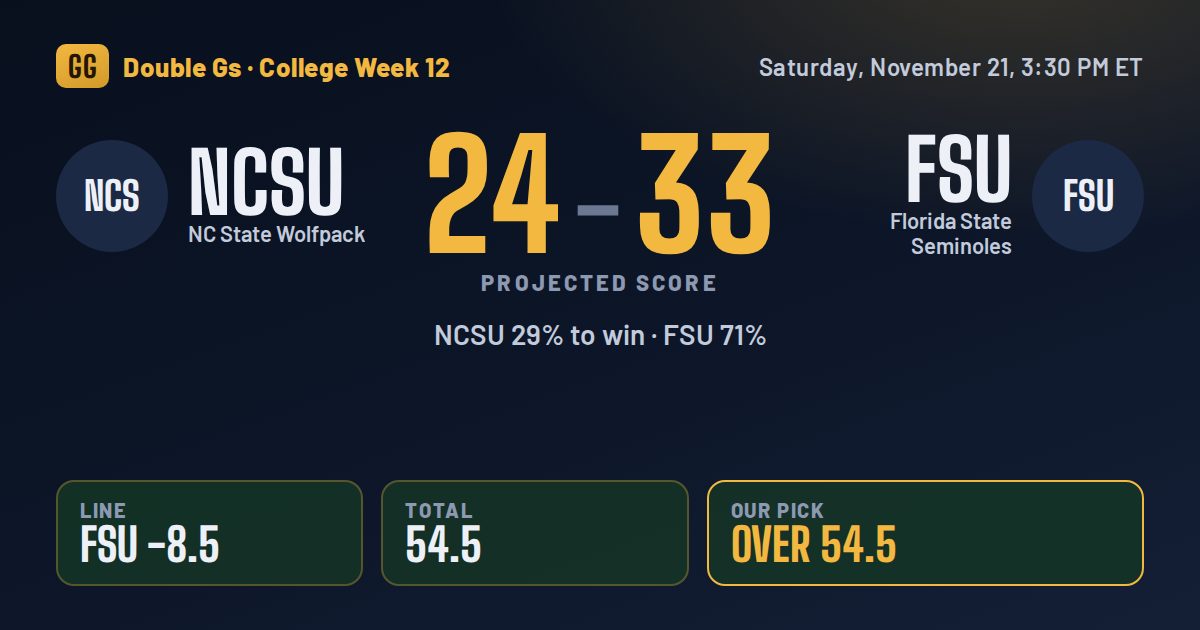 GG Double Gs · College Week 12
Saturday, November 21, 3:30 PM ET
NCS
NCSU
NC State Wolfpack
24 – 33
PROJECTED SCORE
NCSU 29% to win · FSU 71%
FSU
Florida State
Seminoles
FSU
LINE
FSU −8.5
TOTAL
54.5
OUR PICK
OVER 54.5